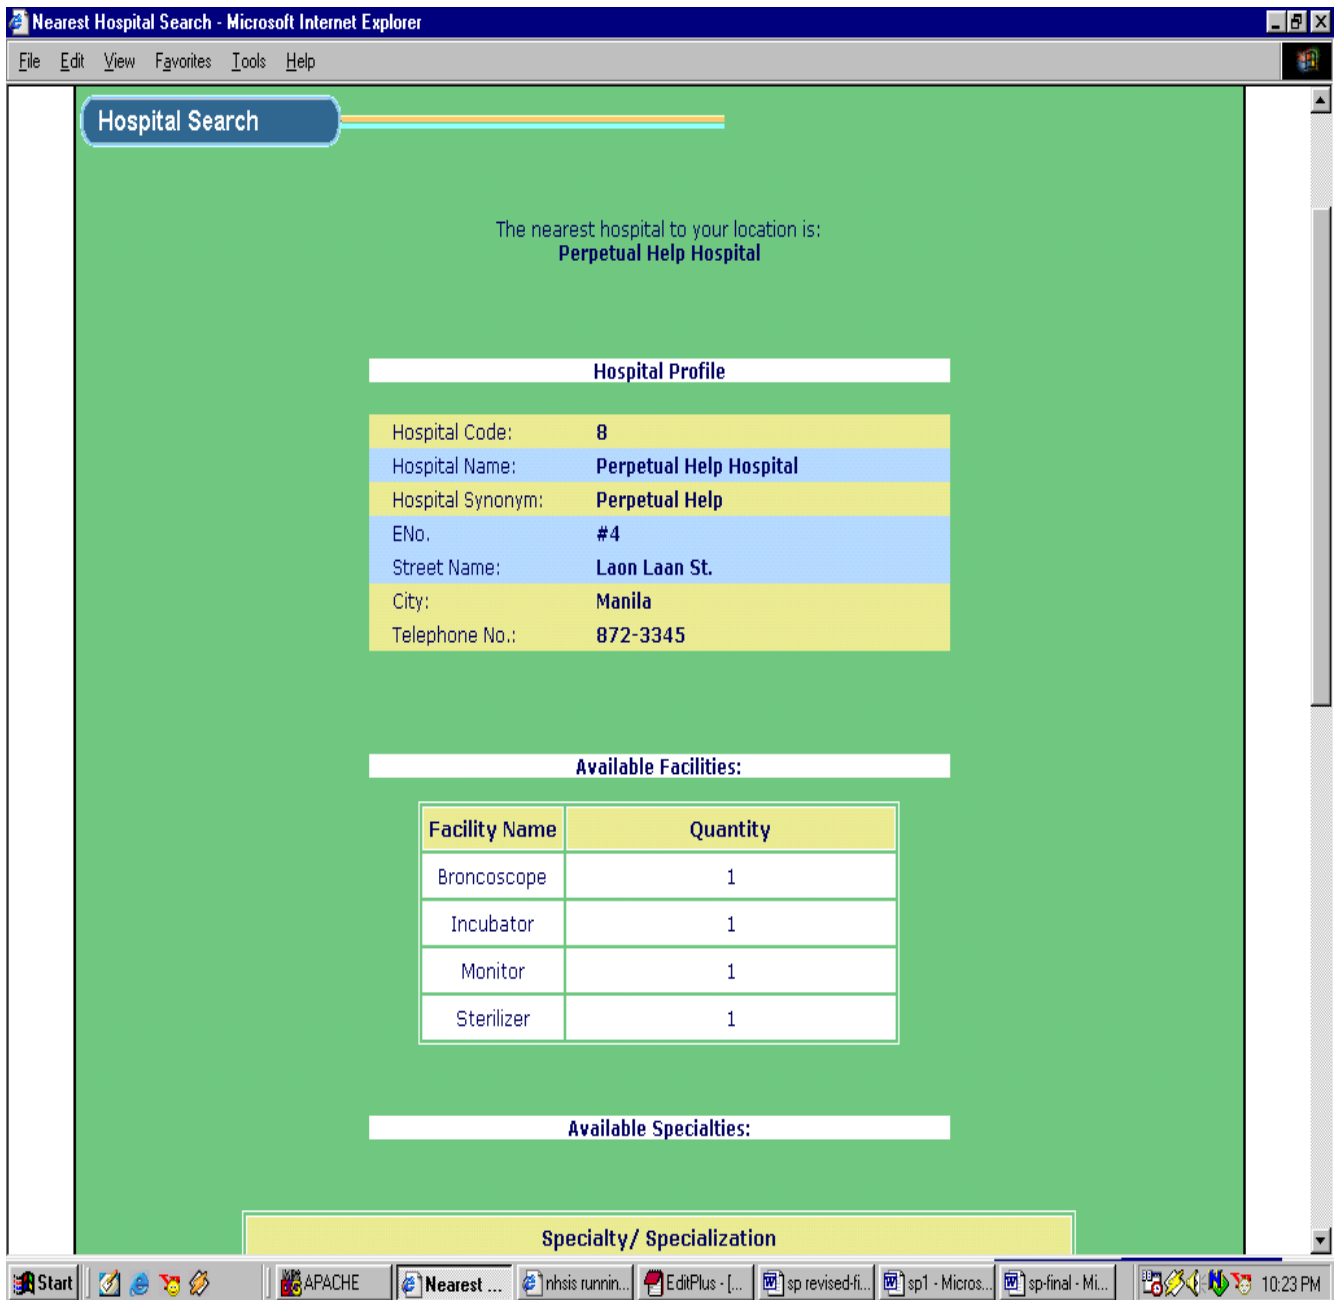 Nearest Hospital Search - Microsoft Internet Explorer
File Edit View Favorites Tools Help
Hospital Search
The nearest hospital to your location is:
Perpetual Help Hospital
Hospital Profile
Hospital Code: 8
Hospital Name: Perpetual Help Hospital
Hospital Synonym: Perpetual Help
ENo. #4
Street Name: Laon Laan St.
City: Manila
Telephone No.: 872-3345
Available Facilities:
Facility Name Quantity
Broncoscope 1
Incubator 1
Monitor 1
Sterilizer 1
Available Specialties:
Specialty/ Specialization
Start APACHE Nearest ... nhsis runnin... EditPlus - [... sp revised-fi... sp1 - Micros... sp-final - Mi... 10:23 PM